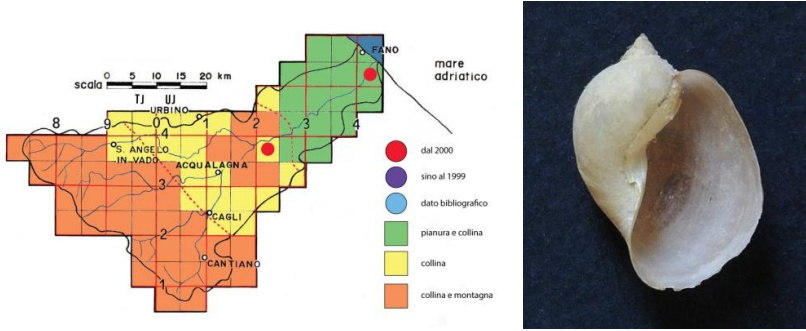 FANO
mare
adriatico
0 5 10 15 20 km
scala
TJ UJ
URBINO
8 9 0 1 2 3 4
4
S. ANGELO
IN VADO
ACQUALAGNA
3
CAGLI
2
CANTIANO
1
dal 2000
sino al 1999
dato bibliografico
pianura e collina
collina
collina e montagna